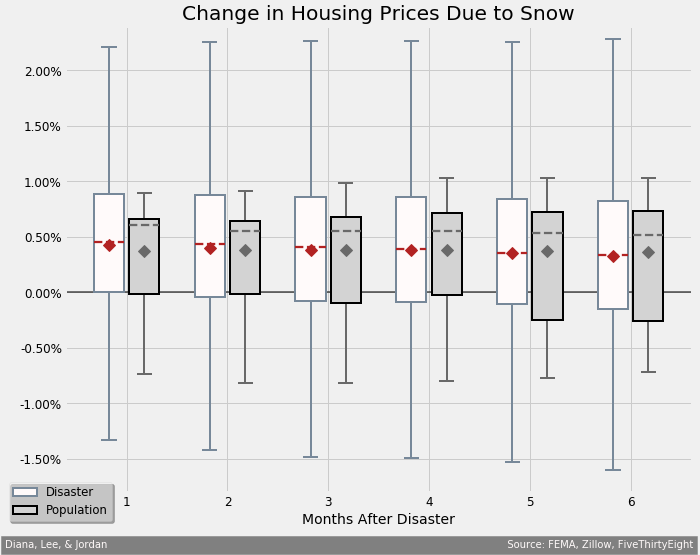 Change in Housing Prices Due to Snow
2.00%
1.50%
1.00%
0.50%
0.00%
-0.50%
-1.00%
-1.50%
1 2 3 4 5 6
Months After Disaster
Disaster
Population
Diana, Lee, & Jordan Source: FEMA, Zillow, FiveThirtyEight